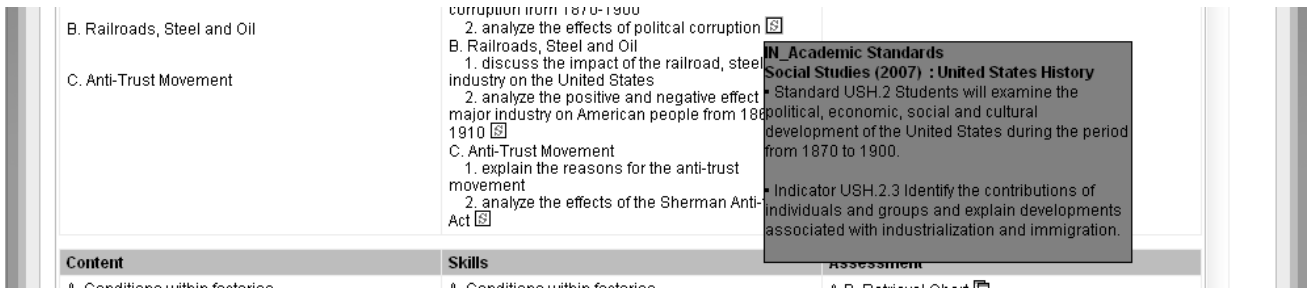 corruption from 1870-1900
2. analyze the effects of politcal corruption S
B. Railroads, Steel and Oil
B. Railroads, Steel and Oil
1. discuss the impact of the railroad, steel
industry on the United States
C. Anti-Trust Movement
2. analyze the positive and negative effect
major industry on American people from 186
1910 S
C. Anti-Trust Movement
1. explain the reasons for the anti-trust
movement
2. analyze the effects of the Sherman Anti-
Act S
IN_Academic Standards
Social Studies (2007) : United States History
▪ Standard USH.2 Students will examine the
political, economic, social and cultural
development of the United States during the period
from 1870 to 1900.
▪ Indicator USH.2.3 Identify the contributions of
individuals and groups and explain developments
associated with industrialization and immigration.
Content Skills Assessment
A. Conditions within factories A. Conditions within factories A-B. Retrieval Chart